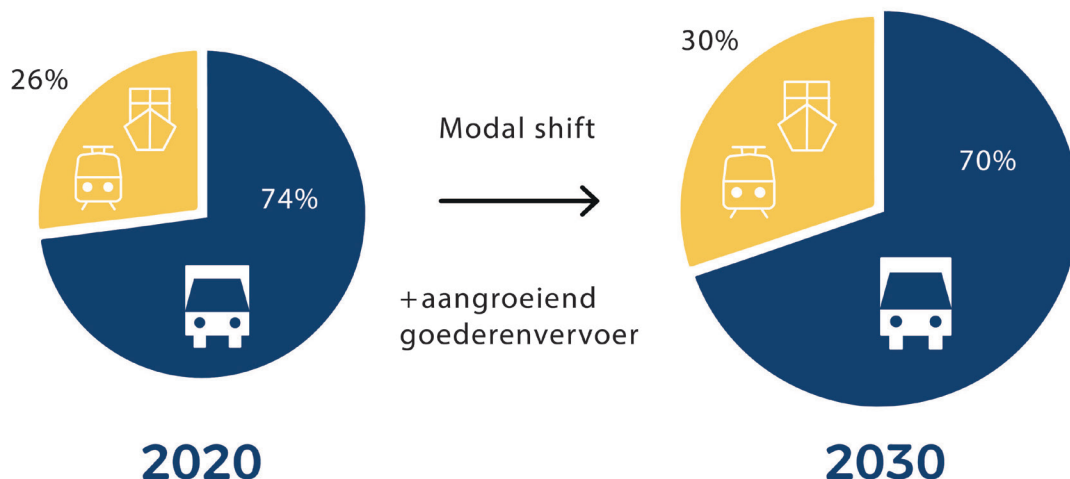 26%
74%
2020
Modal shift
+aangroeiend
goederenvervoer
30%
70%
2030